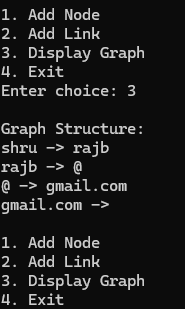 1. Add Node
2. Add Link
3. Display Graph
4. Exit
Enter choice: 3
Graph Structure:
shru -> rajb
rajb -> @
@ -> gmail.com
gmail.com ->
1. Add Node
2. Add Link
3. Display Graph
4. Exit